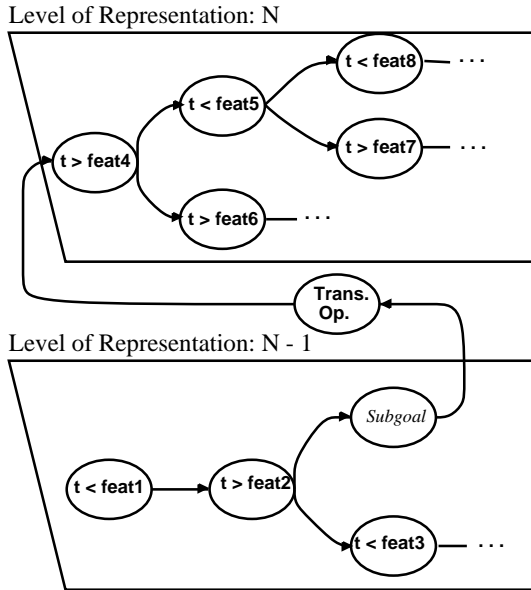 Level of Representation: N
t < feat8 ...
t < feat5
t > feat4
t > feat7 ...
t > feat6 ...
Trans.
Op.
Level of Representation: N - 1
Subgoal
t < feat1
t > feat2
t < feat3 ...